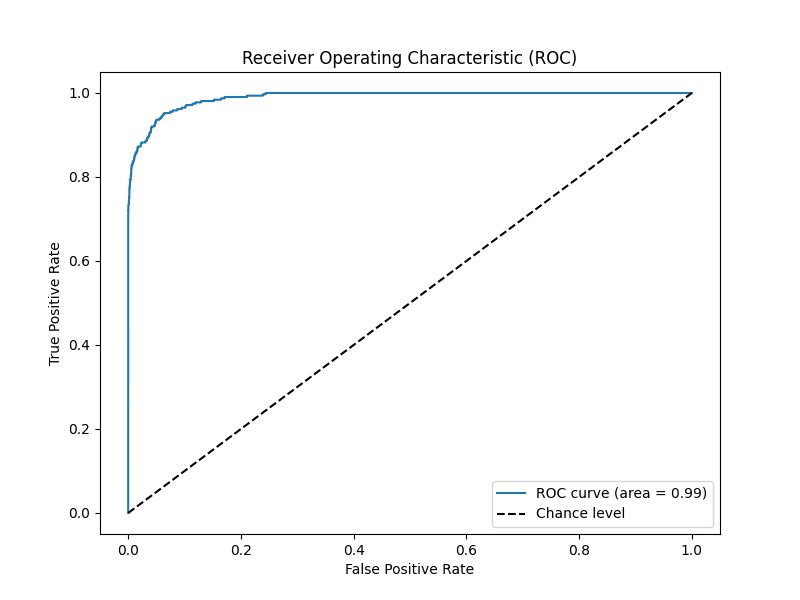 Receiver Operating Characteristic (ROC)
1.0
0.8
0.6
0.4
0.2
0.0
True Positive Rate
ROC curve (area = 0.99)
Chance level
0.0 0.2 0.4 0.6 0.8 1.0
False Positive Rate